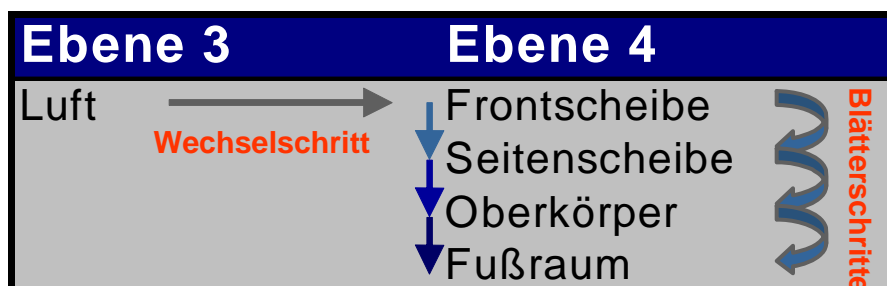 Ebene 3 Ebene 4
Luft Frontscheibe
Wechselschritt
Seitenscheibe
Oberkörper
Fußraum
Blätterschritte